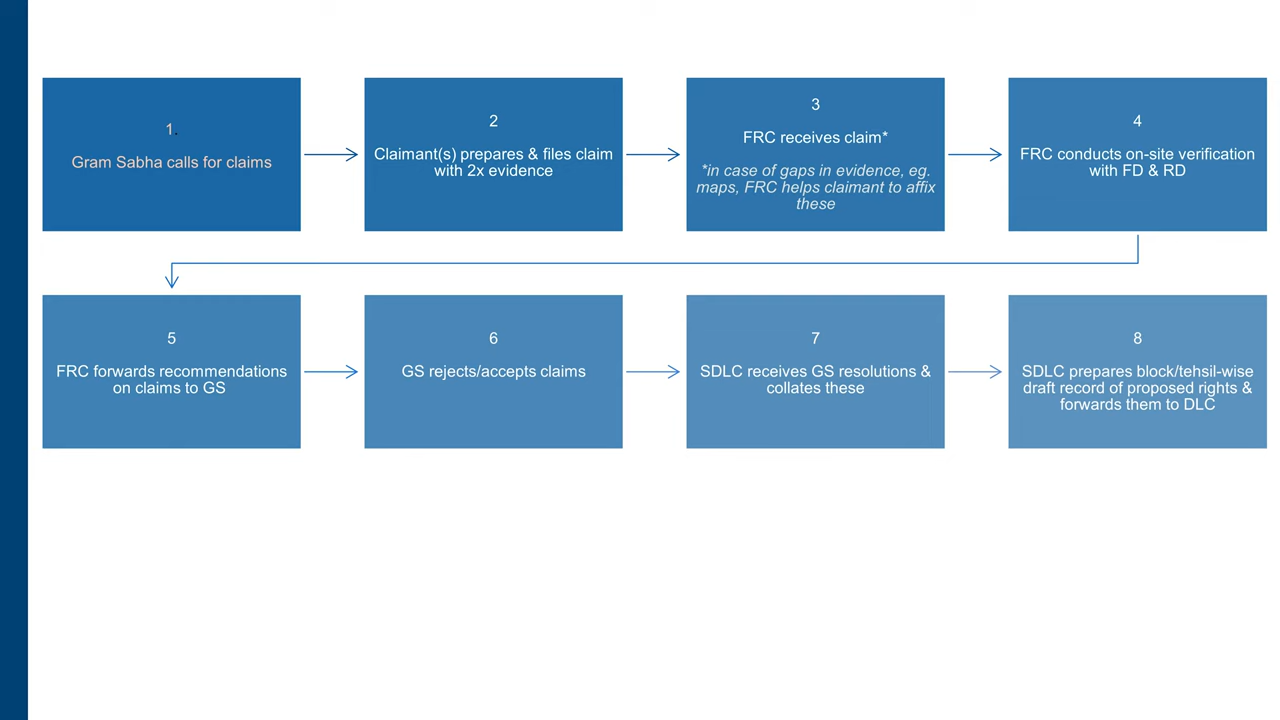 1.
Gram Sabha calls for claims
2
Claimant(s) prepares & files claim
with 2x evidence
3
FRC receives claim*
*in case of gaps in evidence, eg.
maps, FRC helps claimant to affix
these
4
FRC conducts on-site verification
with FD & RD
5
FRC forwards recommendations
on claims to GS
6
GS rejects/accepts claims
7
SDLC receives GS resolutions &
collates these
8
SDLC prepares block/tehsil-wise
draft record of proposed rights &
forwards them to DLC